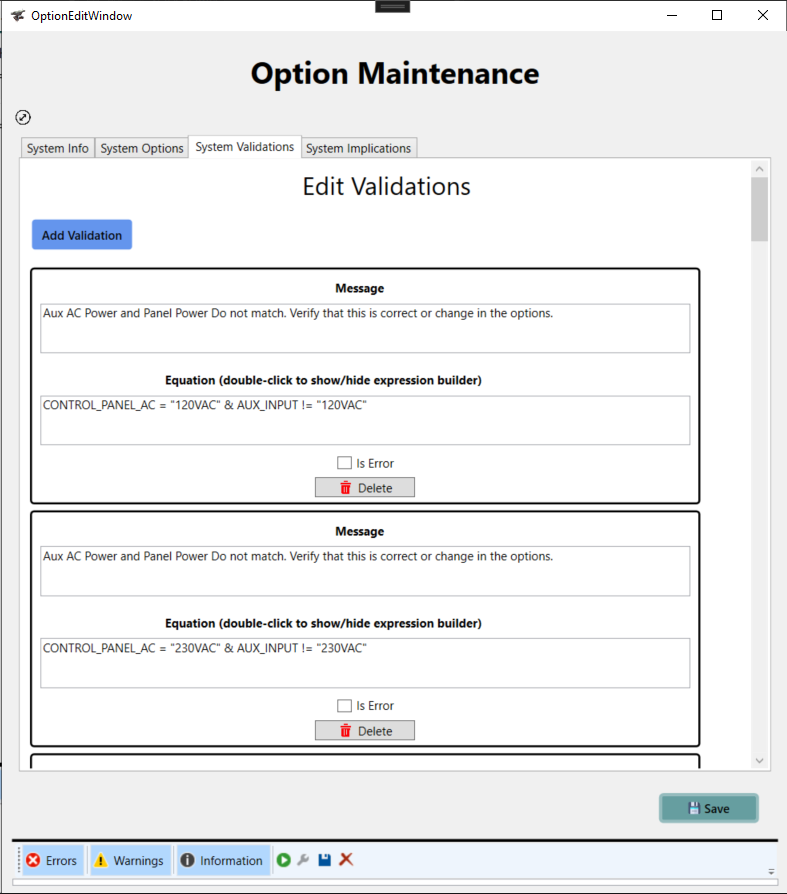 OptionEditWindow
Option Maintenance
System Info System Options System Validations System Implications
Edit Validations
Add Validation
Message
Aux AC Power and Panel Power Do not match. Verify that this is correct or change in the options.
Equation (double-click to show/hide expression builder)
CONTROL_PANEL_AC = "120VAC" & AUX_INPUT != "120VAC"
Is Error
Delete
Message
Aux AC Power and Panel Power Do not match. Verify that this is correct or change in the options.
Equation (double-click to show/hide expression builder)
CONTROL_PANEL_AC = "230VAC" & AUX_INPUT != "230VAC"
Is Error
Delete
Save
Errors Warnings Information